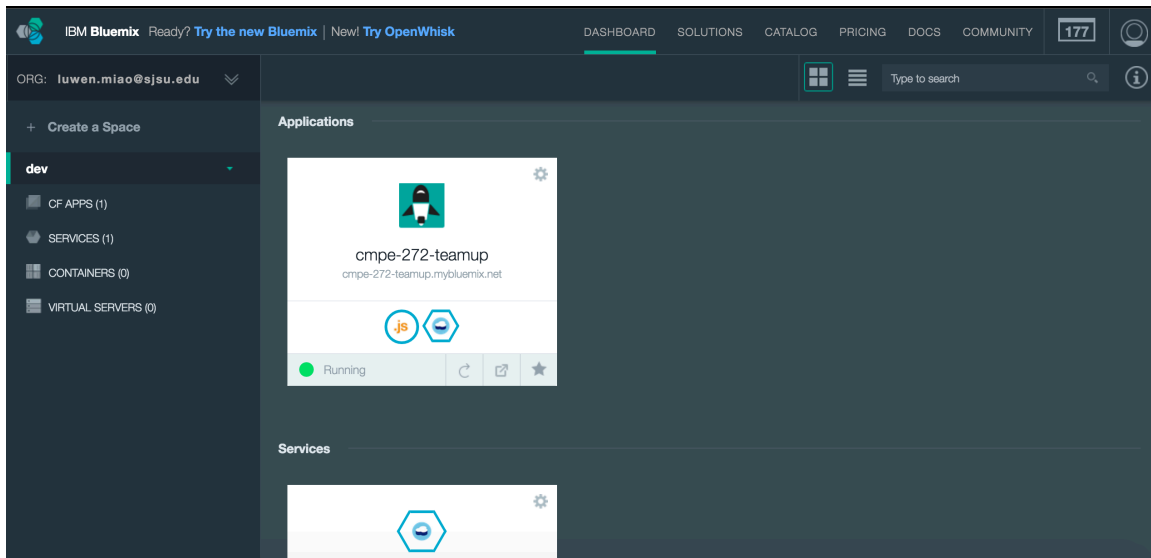 IBM Bluemix Ready? Try the new Bluemix | New! Try OpenWhisk
DASHBOARD SOLUTIONS CATALOG PRICING DOCS COMMUNITY 177
ORG: luwen.miao@sjsu.edu
Type to search
+ Create a Space
dev
CF APPS (1)
SERVICES (1)
CONTAINERS (0)
VIRTUAL SERVERS (0)
Applications
cmpe-272-teamup
cmpe-272-teamup.mybluemix.net
.js
Running
Services